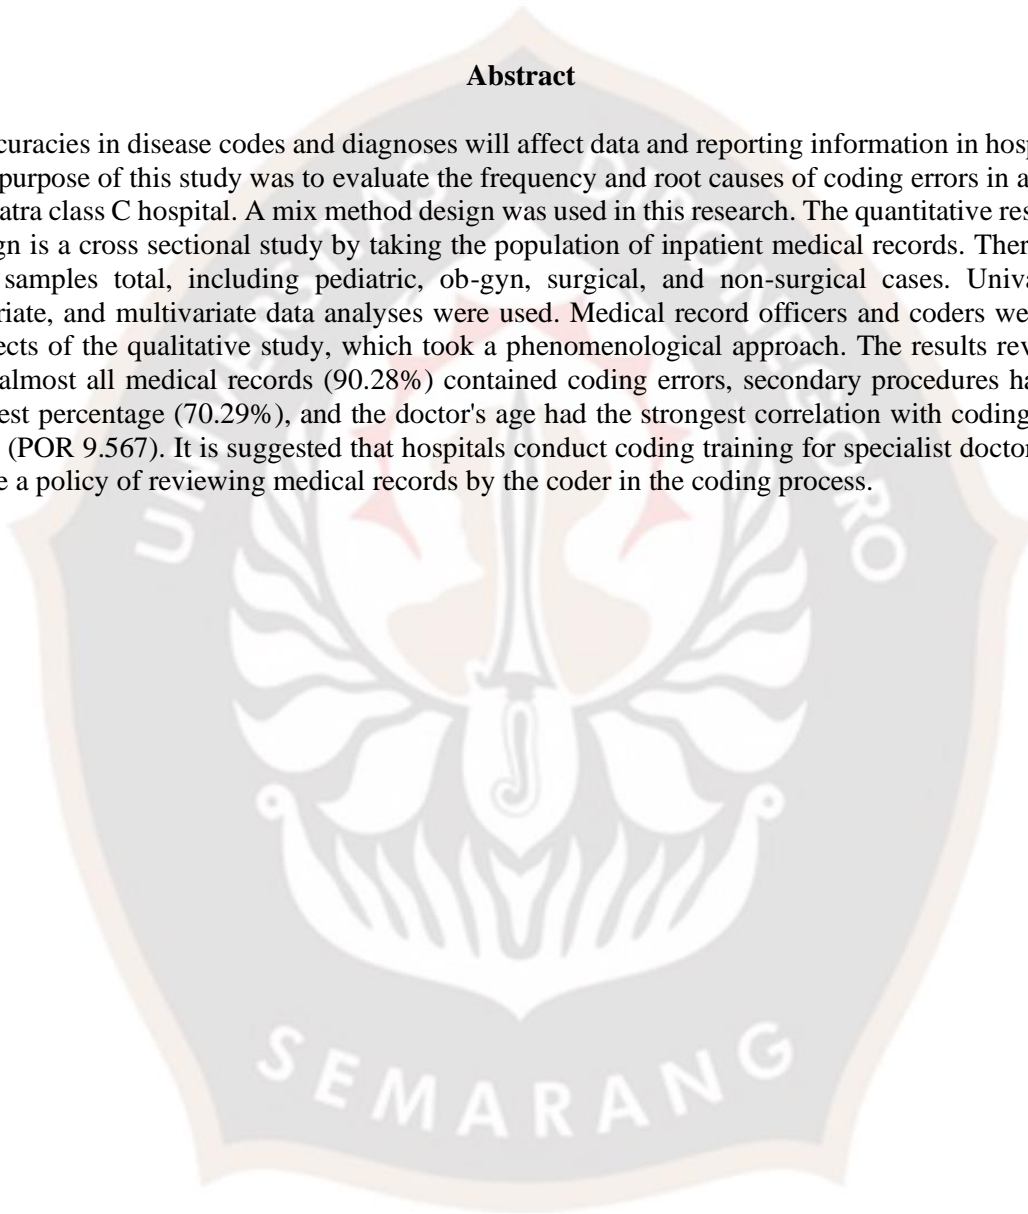 Abstract
curacies in disease codes and diagnoses will affect data and reporting information in hosp
purpose of this study was to evaluate the frequency and root causes of coding errors in a
atra class C hospital. A mix method design was used in this research. The quantitative res
gn is a cross sectional study by taking the population of inpatient medical records. Ther
samples total, including pediatric, ob-gyn, surgical, and non-surgical cases. Univa
riate, and multivariate data analyses were used. Medical record officers and coders we
ects of the qualitative study, which took a phenomenological approach. The results rev
almost all medical records (90.28%) contained coding errors, secondary procedures ha
est percentage (70.29%), and the doctor's age had the strongest correlation with coding
(POR 9.567). It is suggested that hospitals conduct coding training for specialist doctor
e a policy of reviewing medical records by the coder in the coding process.
SEMARANG